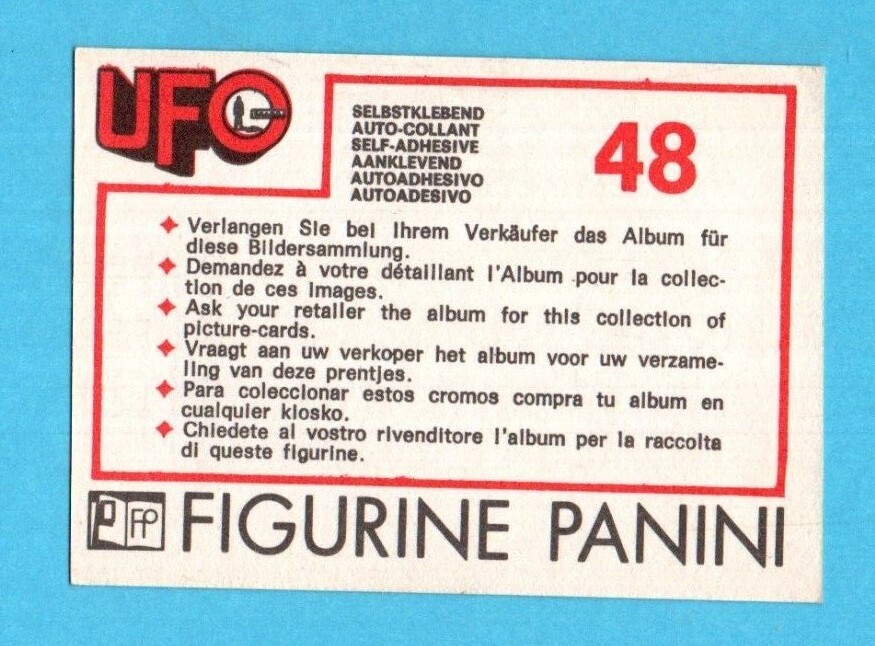 UFO
SELBSTKLEBEND
AUTO-COLLANT
SELF-ADHESIVE
AANKLEVEND
AUTOADHESIVO
AUTOADESIVO
48
Verlangen Sie bei Ihrem Verkäufer das Album für
diese Bildersammlung.
Demandez à votre détaillant l'Album pour la collec-
tion de ces images.
Ask your retailer the album for this collection of
picture-cards.
Vraagt aan uw verkoper het album voor uw verzame-
ling van deze prentjes.
Para coleccionar estos cromos compra tu album en
cualquier kiosko.
Chiedete al vostro rivenditore l'album per la raccolta
di queste figurine.
FP FIGURINE PANINI